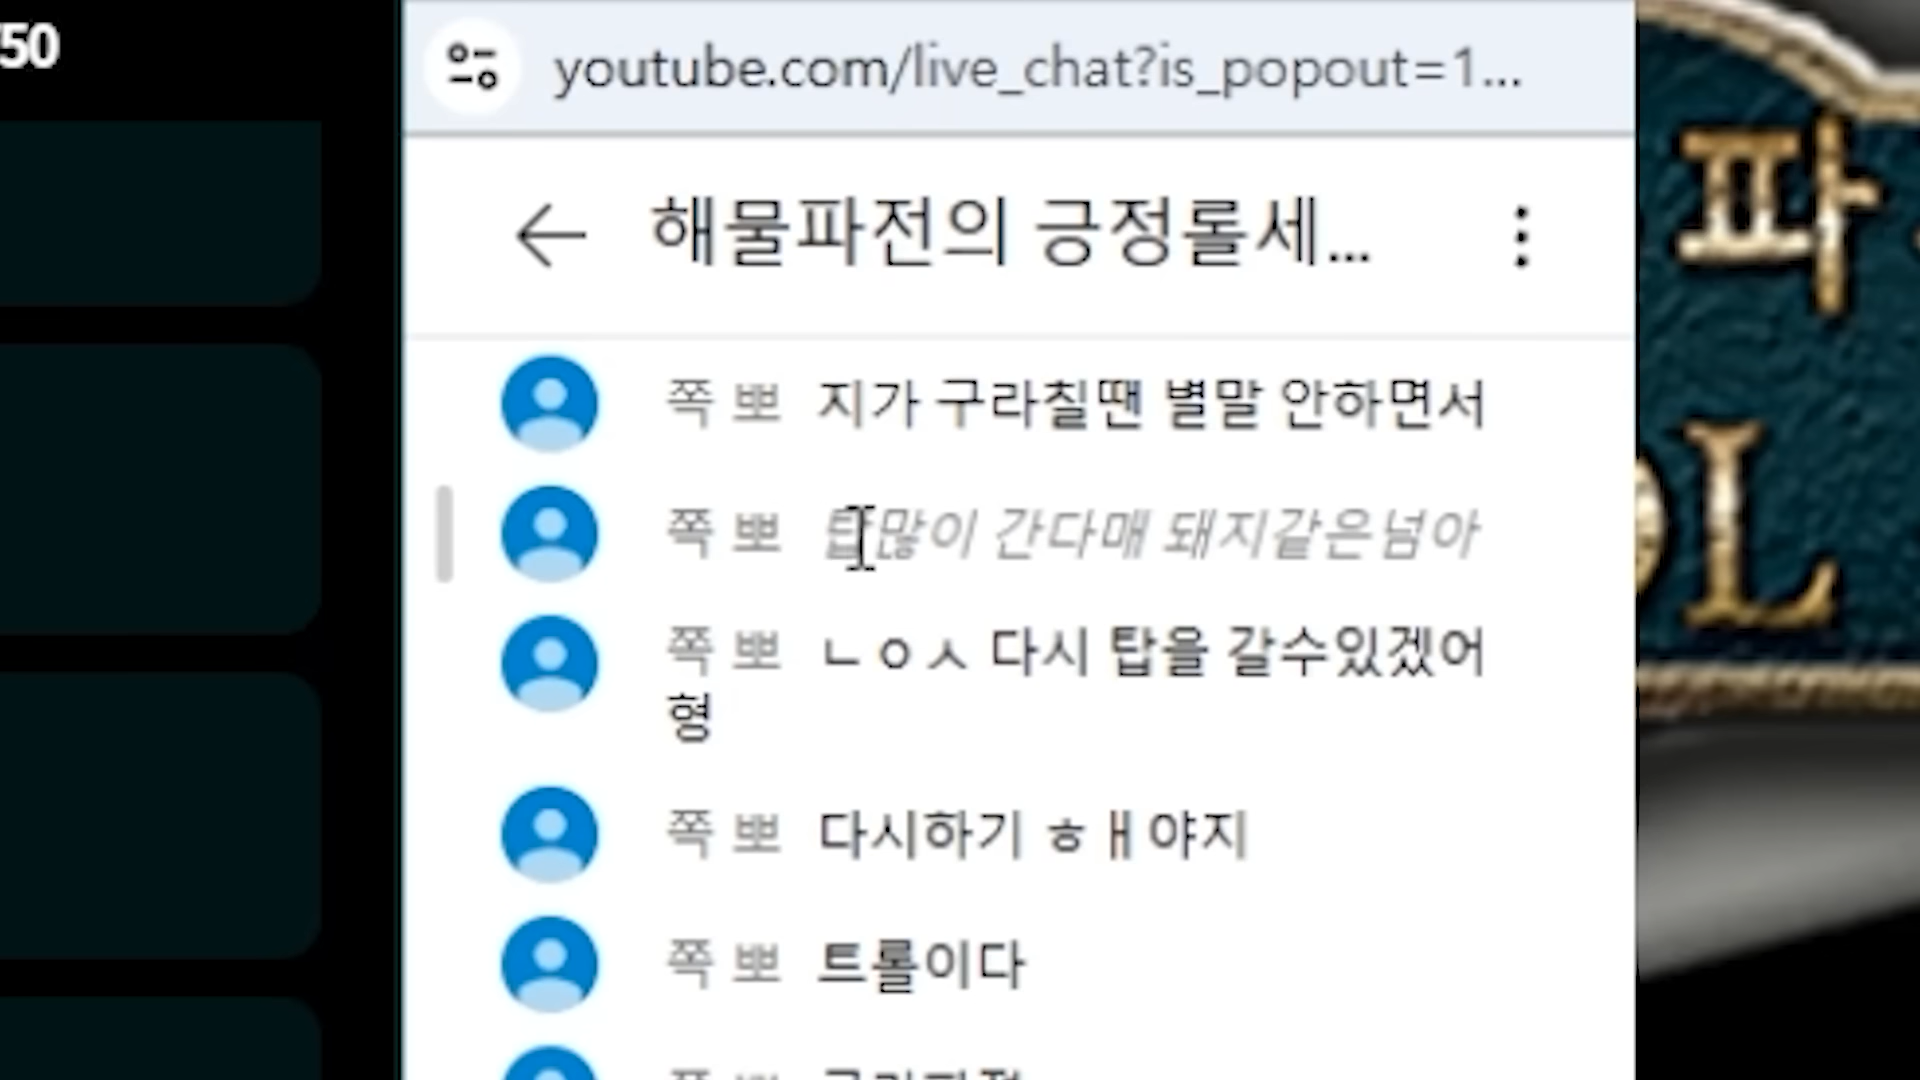 50
youtube.com/live_chat?is_popout=1...
해물파전의 긍정롤세...
쪽 뽀 지가 구라칠땐 별말 안하면서
쪽 뽀 탑많이 간다매 돼지같은넘아
쪽 뽀 ㄴㅇㅅ 다시 탑을 갈수있겠어
형
쪽 뽀 다시하기 ㅎㅐ야지
쪽 뽀 트롤이다
파
OL